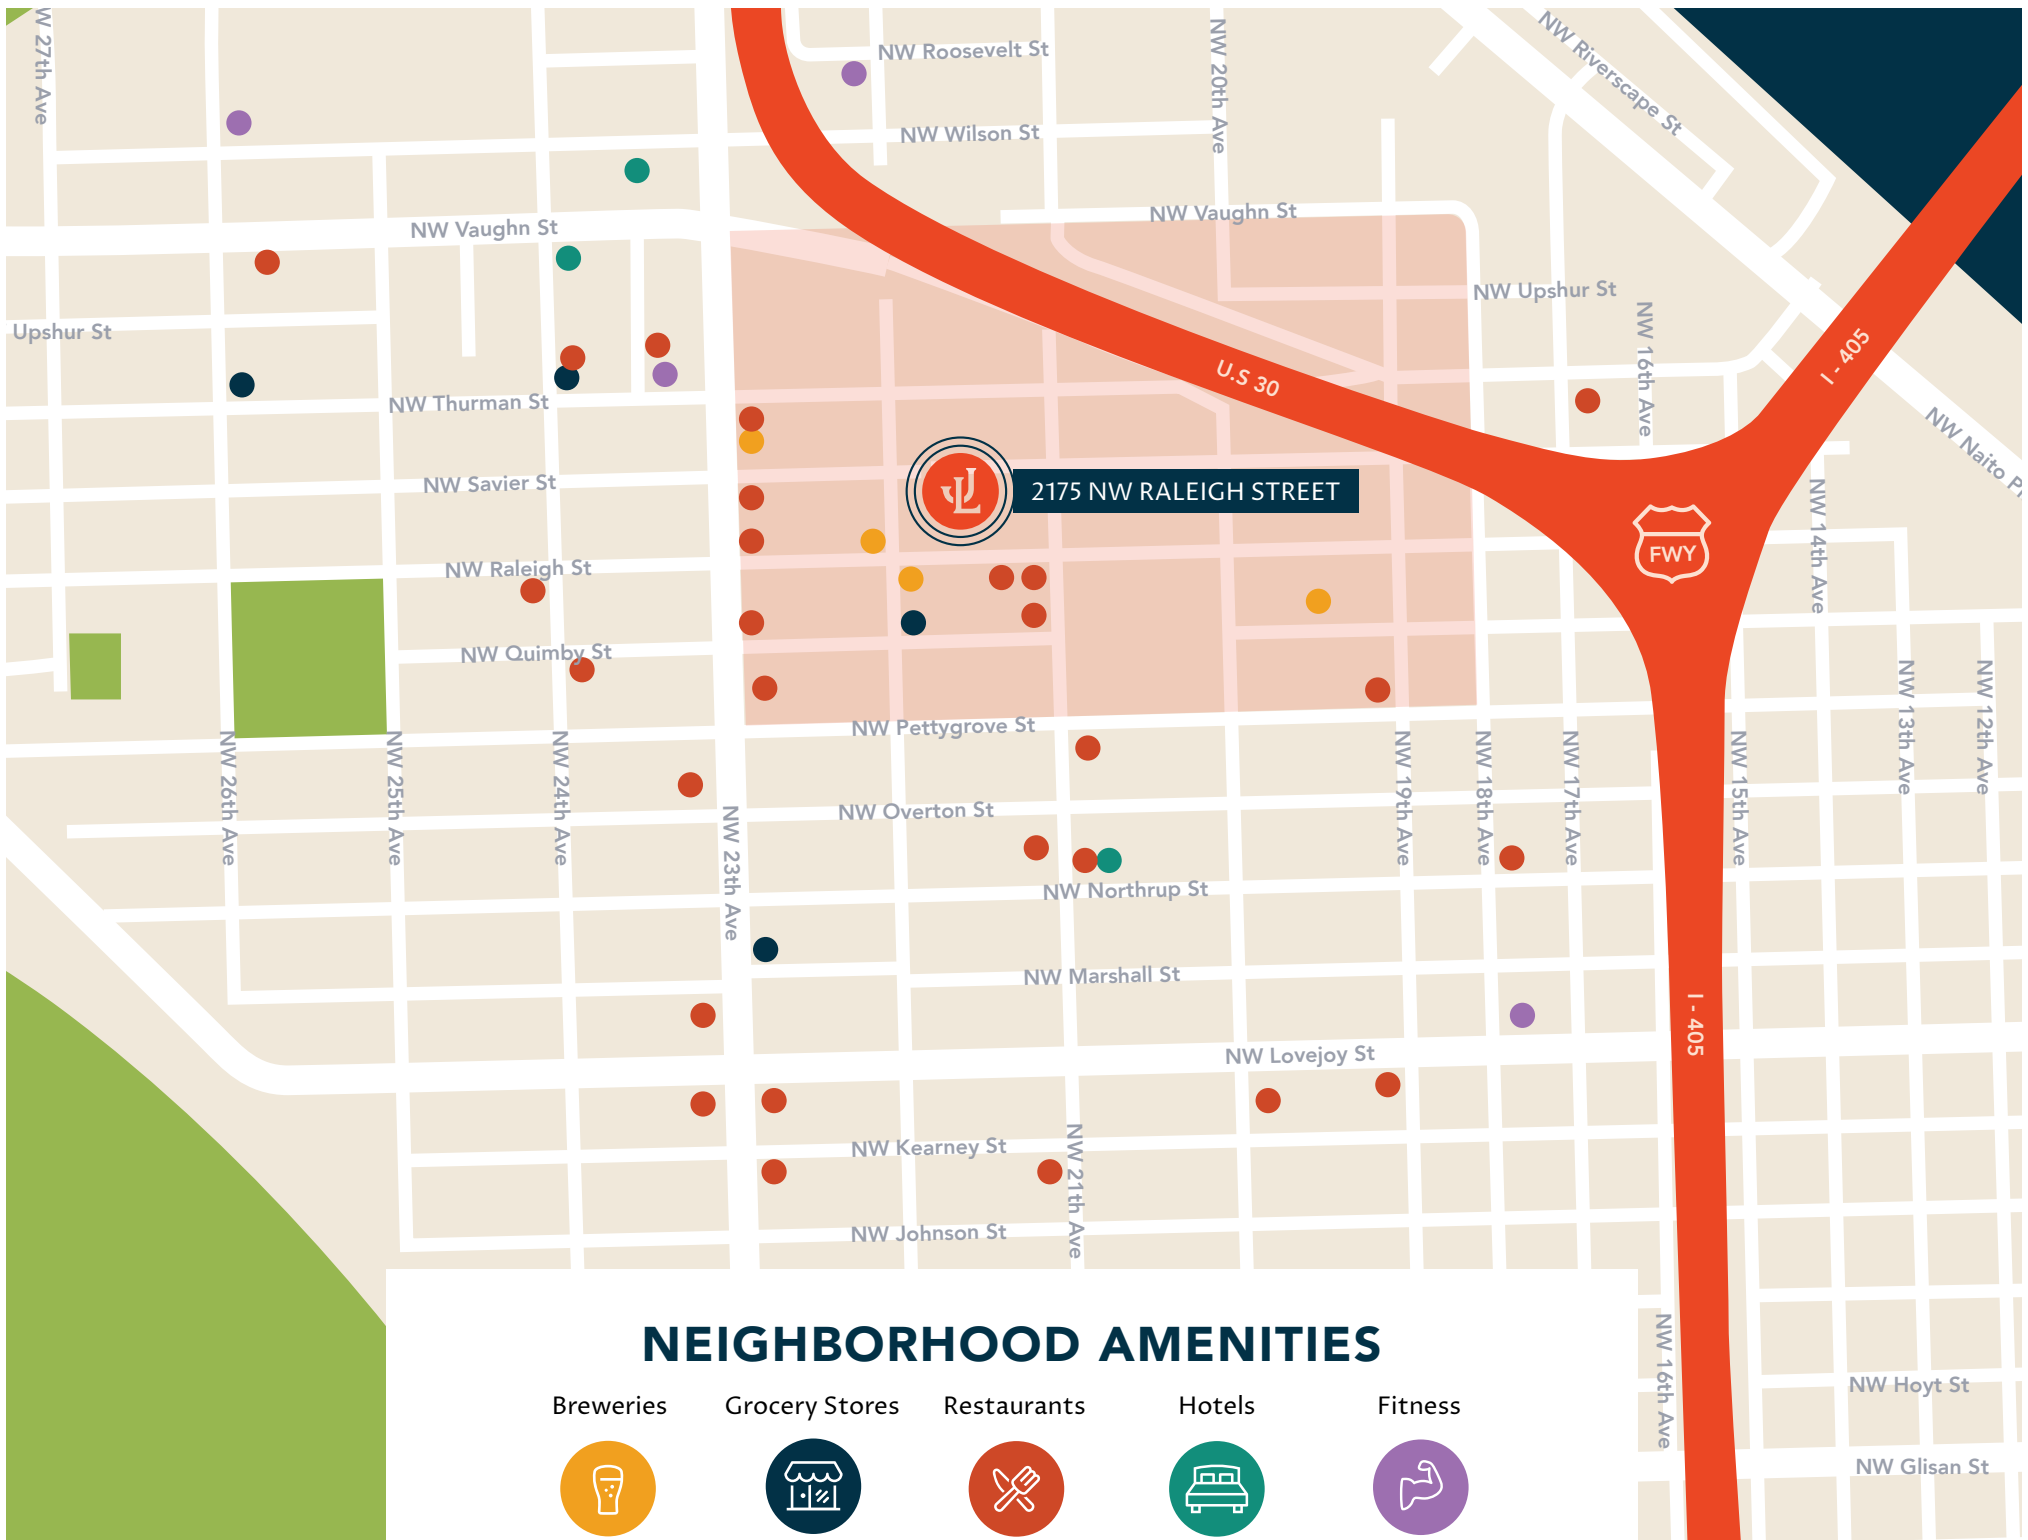 NW Roosevelt St
NW Riverscape St
W 27th Ave
NW 20th Ave
NW Wilson St
NW Vaughn St
NW Vaughn St
NW Upshur St
Upshur St
NW 16th Ave
I - 405
U.S 30
NW Thurman St
NW Naito P
NW Savier St
2175 NW RALEIGH STREET
NW 14th Ave
FWY
NW Raleigh St
NW Quimby St
NW Pettygrove St
NW 13th Ave
NW 12th Ave
NW 26th Ave
NW 25th Ave
NW 24th Ave
NW 23th Ave
NW 19th Ave
NW 18th Ave
NW 17th Ave
NW 15th Ave
NW Overton St
NW Northrup St
NW Marshall St
I - 405
NW Lovejoy St
NW Kearney St
NW 21th Ave
NW Johnson St
NW 16th Ave
NW Hoyt St
NW Glisan St
NEIGHBORHOOD AMENITIES
Breweries
Grocery Stores
Restaurants
Hotels
Fitness